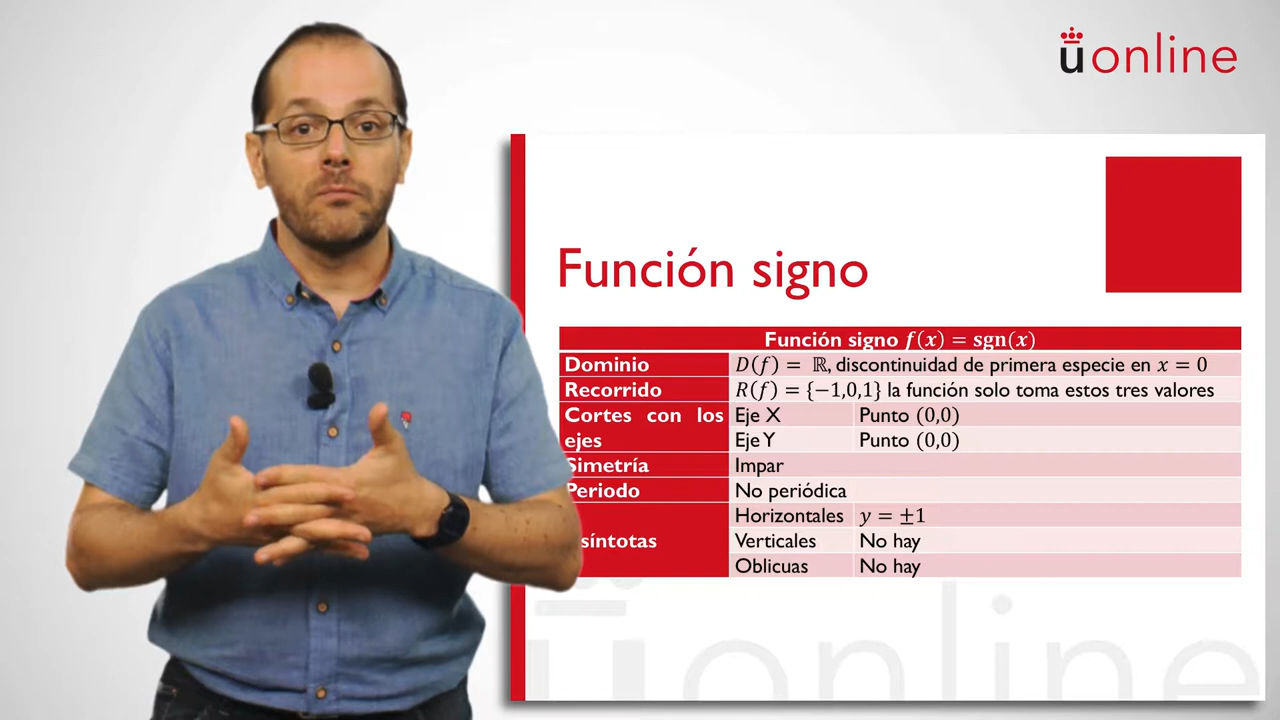 uonline
Función signo
Función signo f(x) = sgn(x)
Dominio D(f) = ℝ, discontinuidad de primera especie en x = 0
Recorrido R(f) = {−1,0,1} la función solo toma estos tres valores
Cortes con los ejes
Eje X Punto (0,0)
Eje Y Punto (0,0)
Simetría Impar
Periodo No periódica
síntotas
Horizontales y = ±1
Verticales No hay
Oblicuas No hay
uonline